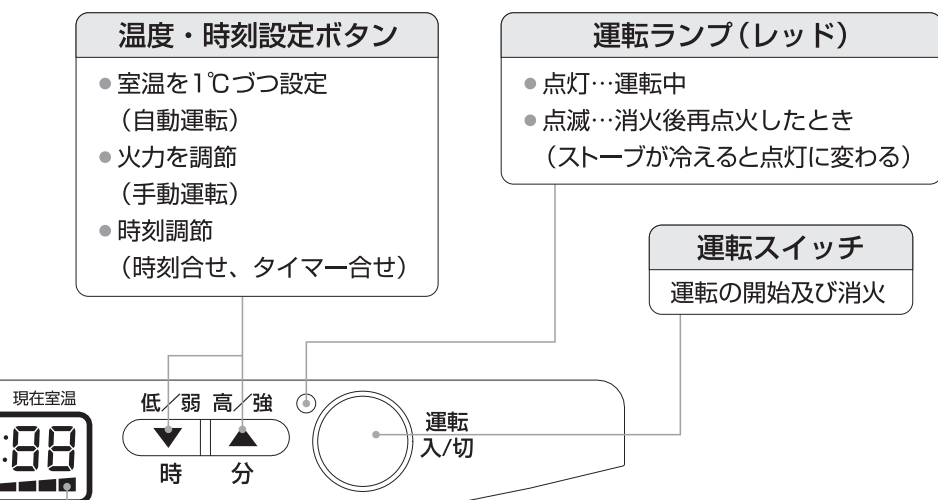 温度・時刻設定ボタン
●室温を1℃づつ設定
（自動運転）
●火力を調節
（手動運転）
●時刻調節
（時刻合せ、タイマー合せ）
運転ランプ（レッド）
●点灯…運転中
●点滅…消火後再点火したとき
（ストーブが冷えると点灯に変わる）
運転スイッチ
運転の開始及び消火
現在室温
:88
低／弱 高／強
▼ ▲
時 分
運転
入/切